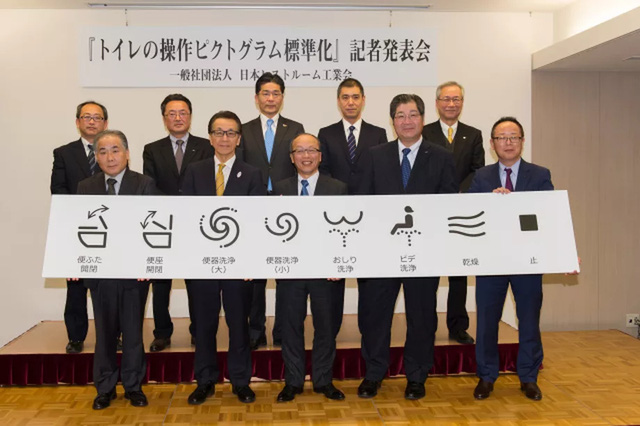 『トイレの操作ピクトグラム標準化』記者発表会
一般社団法人 日本レストルーム工業会
便ふた
開閉
便座
開閉
便器洗浄
(大)
便器洗浄
(小)
おしり
洗浄
ビデ
洗浄
乾燥
止